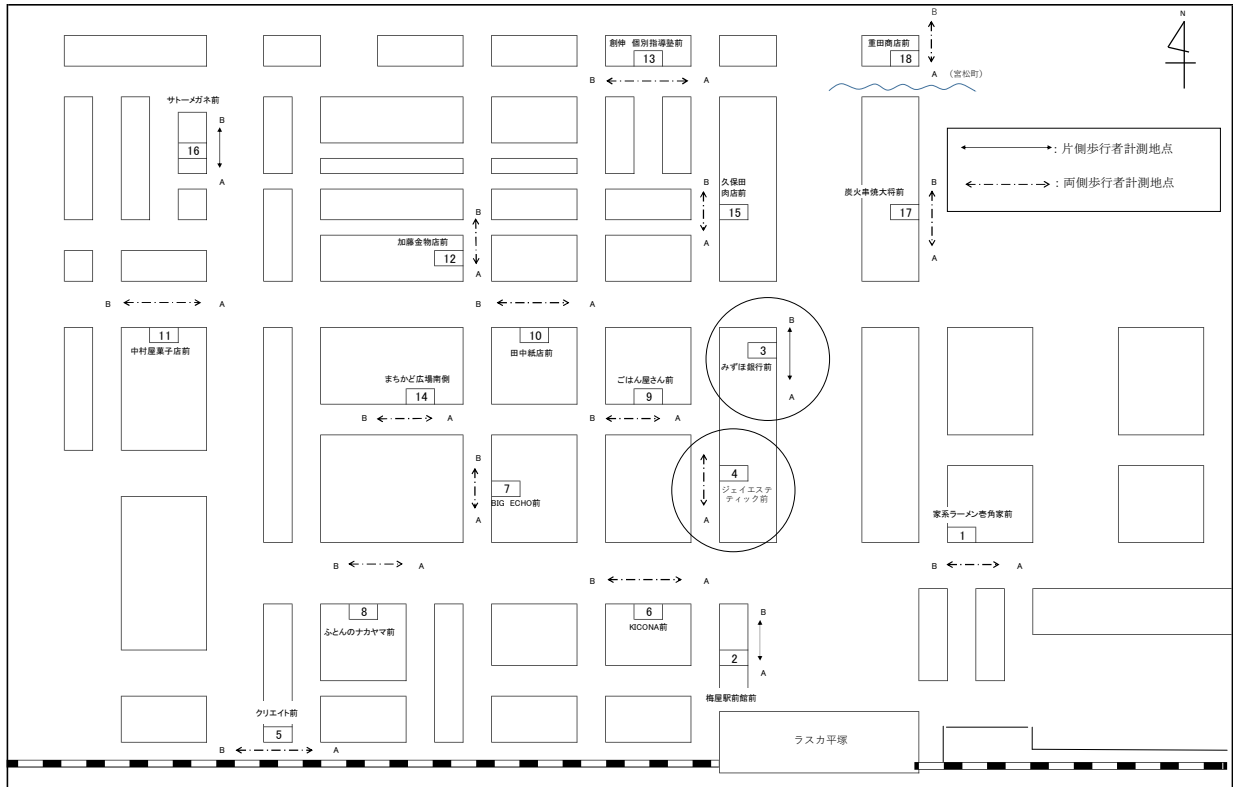 B
創伸 個別指導塾前
重田商店前
N
13
18
B
A
A
(宮松町)
サトーメガネ前
B
16
A
:片側歩行者計測地点
:両側歩行者計測地点
久保田
肉店前
B
15
A
炭火串焼大将前
B
17
A
加藤金物店前
B
12
A
B
A
B
A
11
中村屋菓子店前
10
田中紙店前
B
3
みずほ銀行前
A
まちかど広場南側
14
B
A
ごはん屋さん前
9
B
A
B
7
BIG ECHO前
A
B
4
ジェイエステ
ティック前
A
家系ラーメン壱角家前
1
B
A
B
A
8
ふとんのナカヤマ前
B
A
6
KICONA前
B
2
A
梅屋駅前館前
クリエイト前
5
B
A
ラスカ平塚